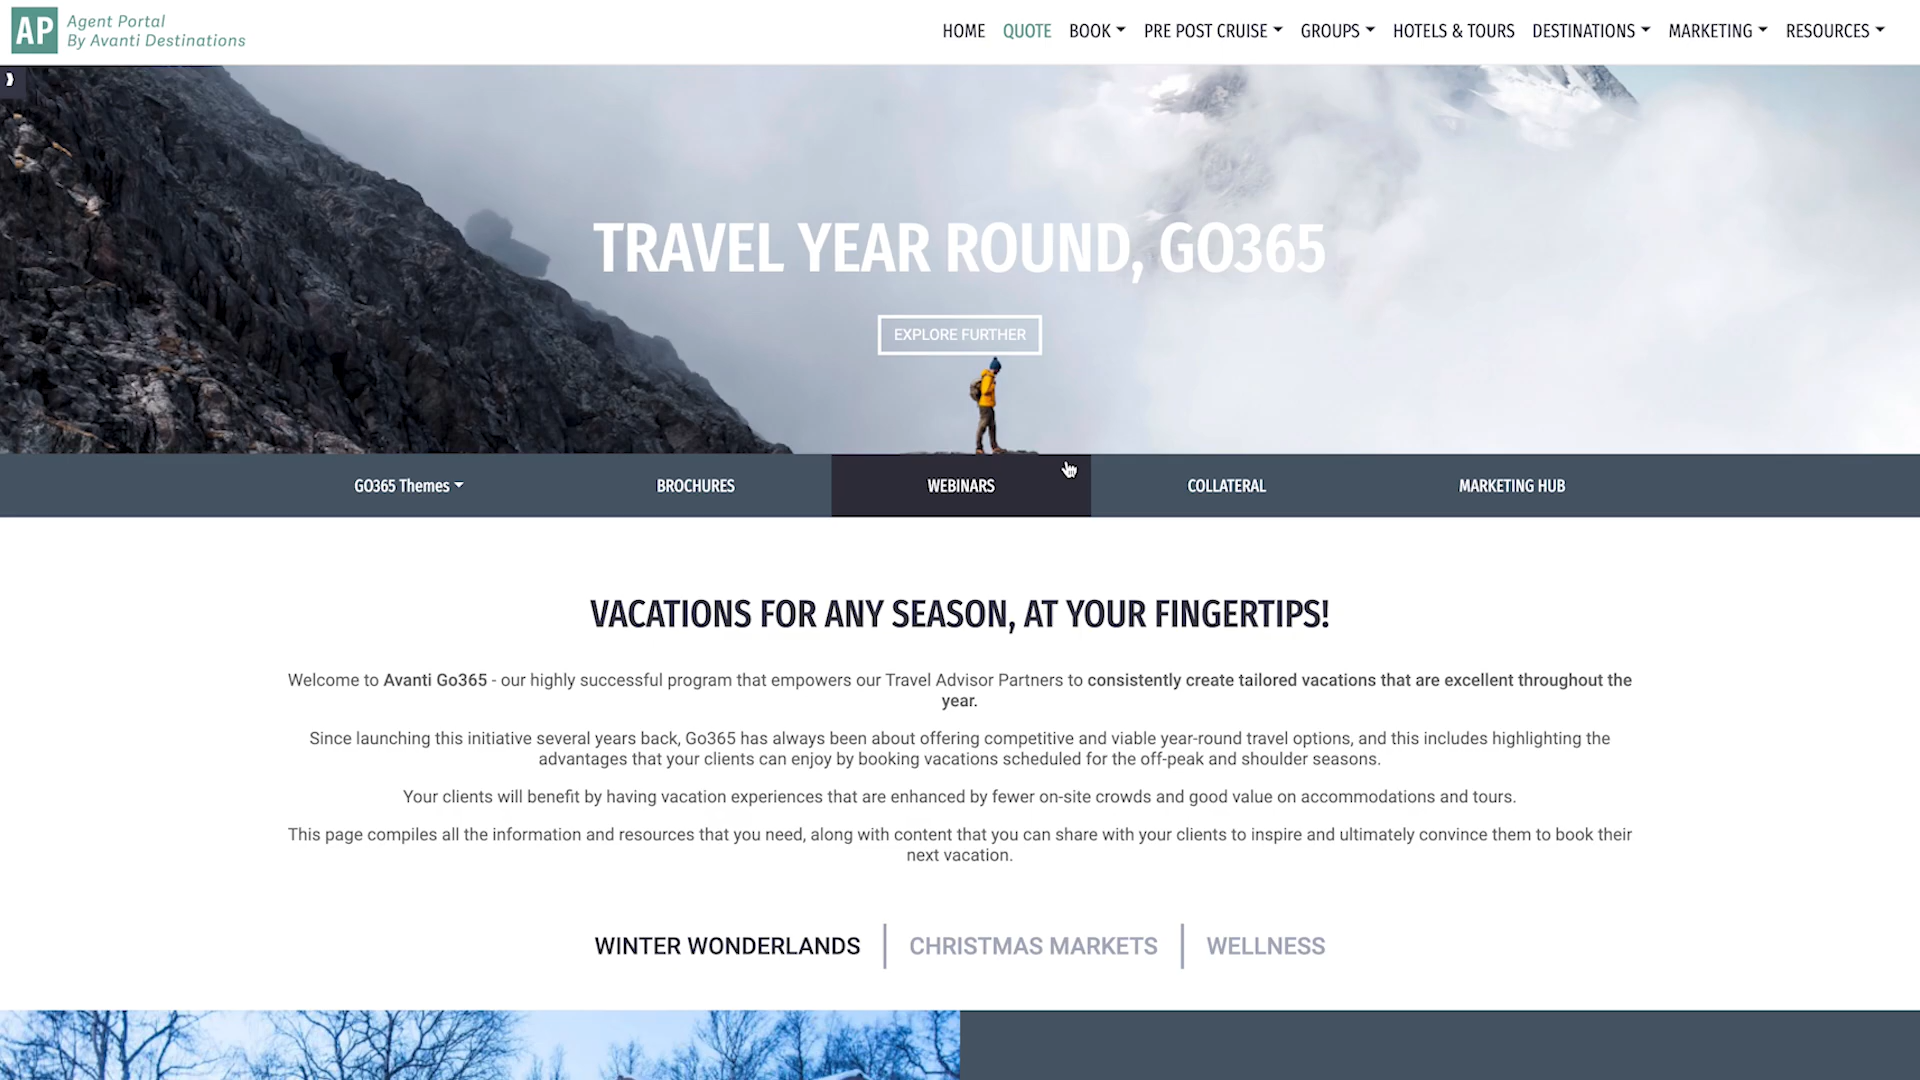 AP
Agent Portal
By Avanti Destinations
HOME QUOTE BOOK PRE POST CRUISE GROUPS HOTELS & TOURS DESTINATIONS MARKETING RESOURCES
TRAVEL YEAR ROUND, GO365
EXPLORE FURTHER
GO365 Themes BROCHURES WEBINARS COLLATERAL MARKETING HUB
VACATIONS FOR ANY SEASON, AT YOUR FINGERTIPS!
Welcome to Avanti Go365 - our highly successful program that empowers our Travel Advisor Partners to consistently create tailored vacations that are excellent throughout the
year.
Since launching this initiative several years back, Go365 has always been about offering competitive and viable year-round travel options, and this includes highlighting the
advantages that your clients can enjoy by booking vacations scheduled for the off-peak and shoulder seasons.
Your clients will benefit by having vacation experiences that are enhanced by fewer on-site crowds and good value on accommodations and tours.
This page compiles all the information and resources that you need, along with content that you can share with your clients to inspire and ultimately convince them to book their
next vacation.
WINTER WONDERLANDS CHRISTMAS MARKETS WELLNESS